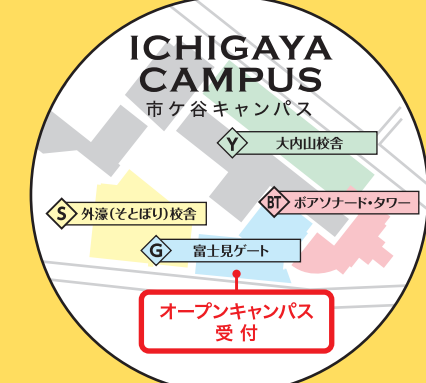 ICHIGAYA
CAMPUS
市ケ谷キャンパス
Y 大内山校舎
BT ボアソナード・タワー
S 外濠(そとぼり)校舎
G 富士見ゲート
オープンキャンパス
受付